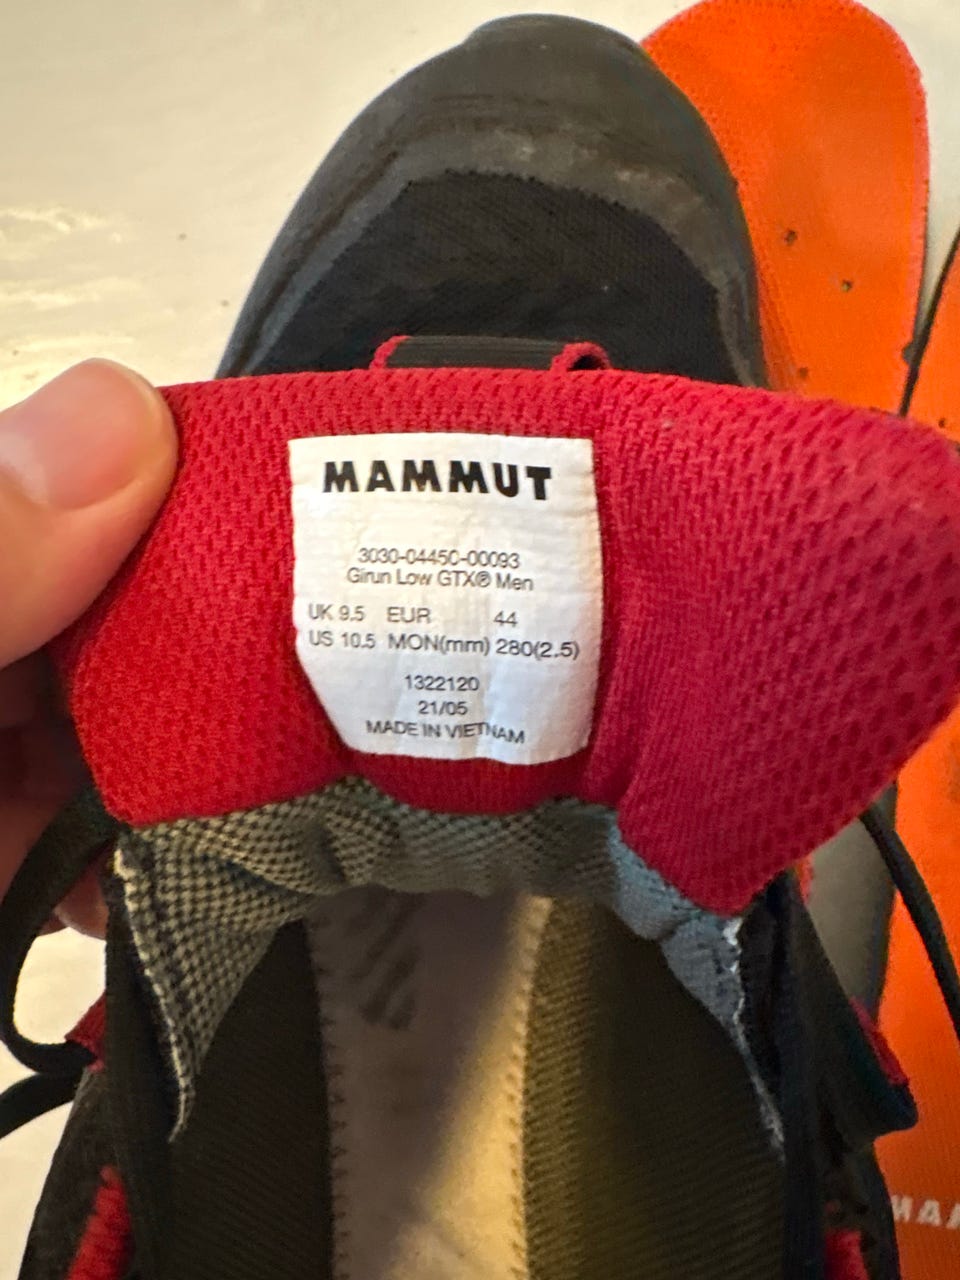 MAMMUT
3030-04450-00093
Girun Low GTX® Men
UK 9.5 EUR 44
US 10.5 MON(mm) 280(2.5)
1322120
21/05
MADE IN VIETNAM